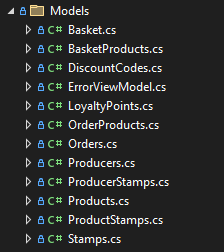 Models
C# Basket.cs
C# BasketProducts.cs
C# DiscountCodes.cs
C# ErrorViewModel.cs
C# LoyaltyPoints.cs
C# OrderProducts.cs
C# Orders.cs
C# Producers.cs
C# ProducerStamps.cs
C# Products.cs
C# ProductStamps.cs
C# Stamps.cs